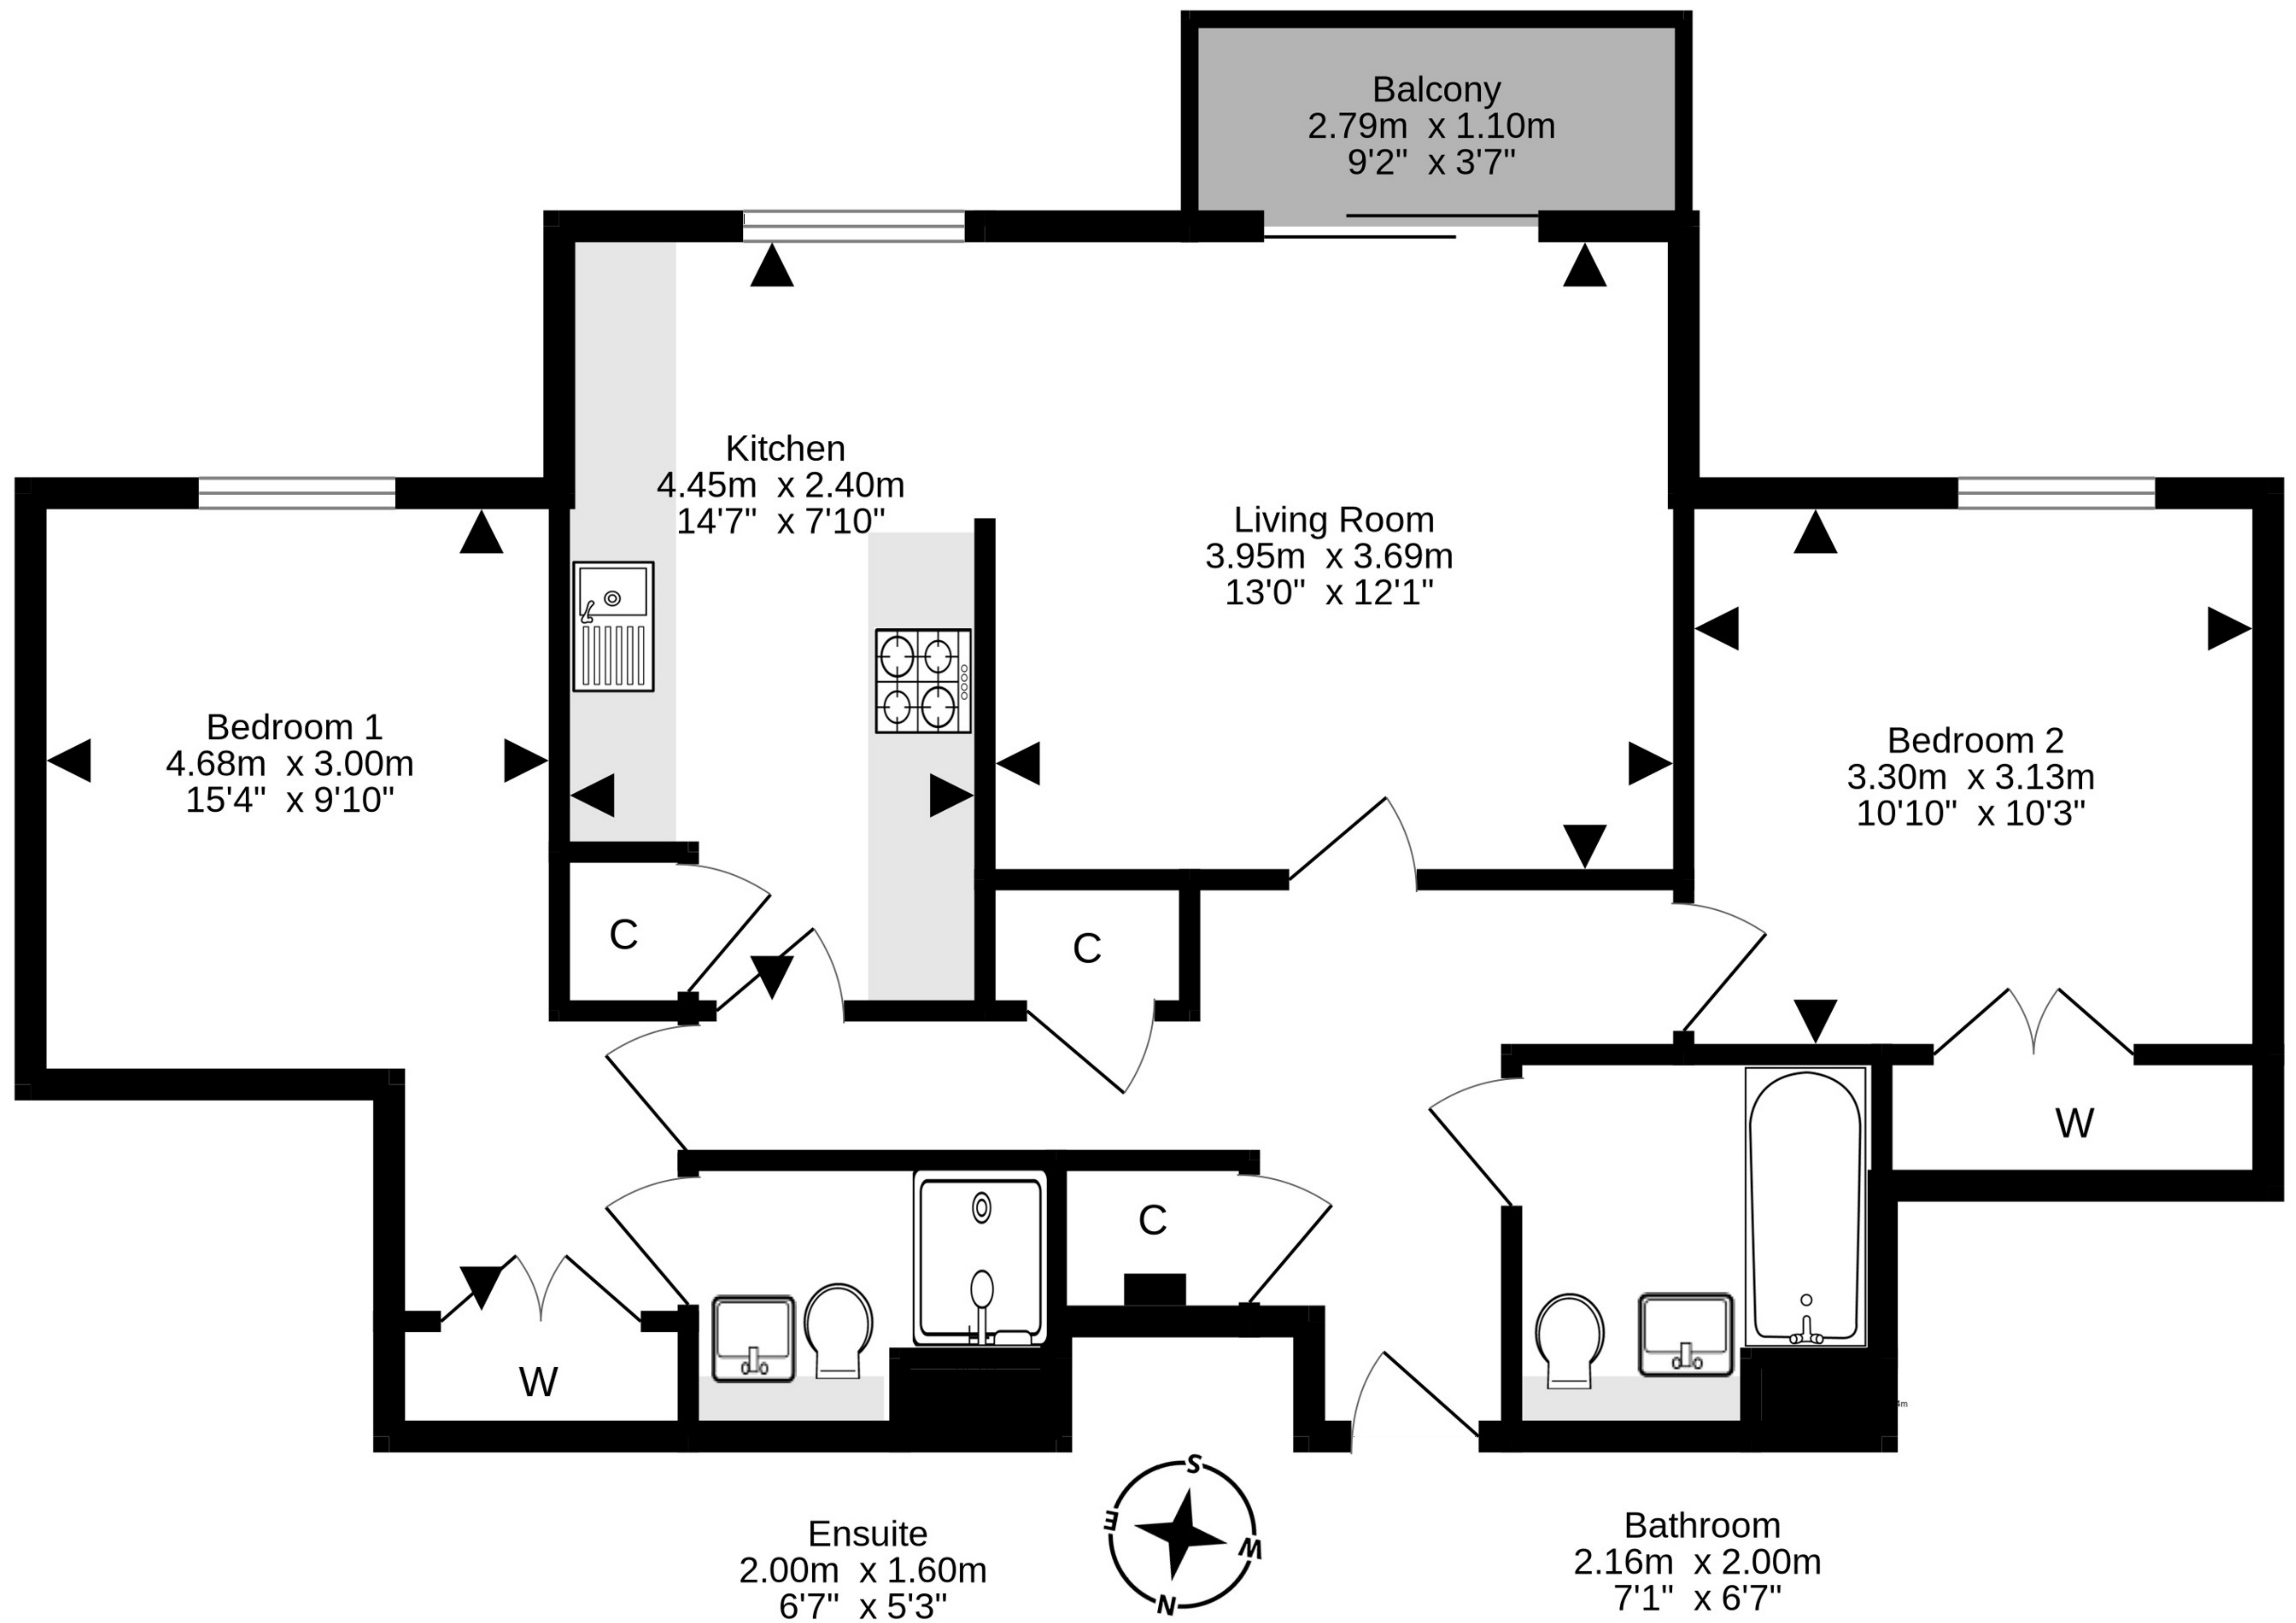 Balcony
2.79m x 1.10m
9'2" x 3'7"
Kitchen
4.45m x 2.40m
14'7" x 7'10"
Living Room
3.95m x 3.69m
13'0" x 12'1"
Bedroom 1
4.68m x 3.00m
15'4" x 9'10"
Bedroom 2
3.30m x 3.13m
10'10" x 10'3"
C
C
W
C
W
S
E
W
N
Ensuite
2.00m x 1.60m
6'7" x 5'3"
Bathroom
2.16m x 2.00m
7'1" x 6'7"